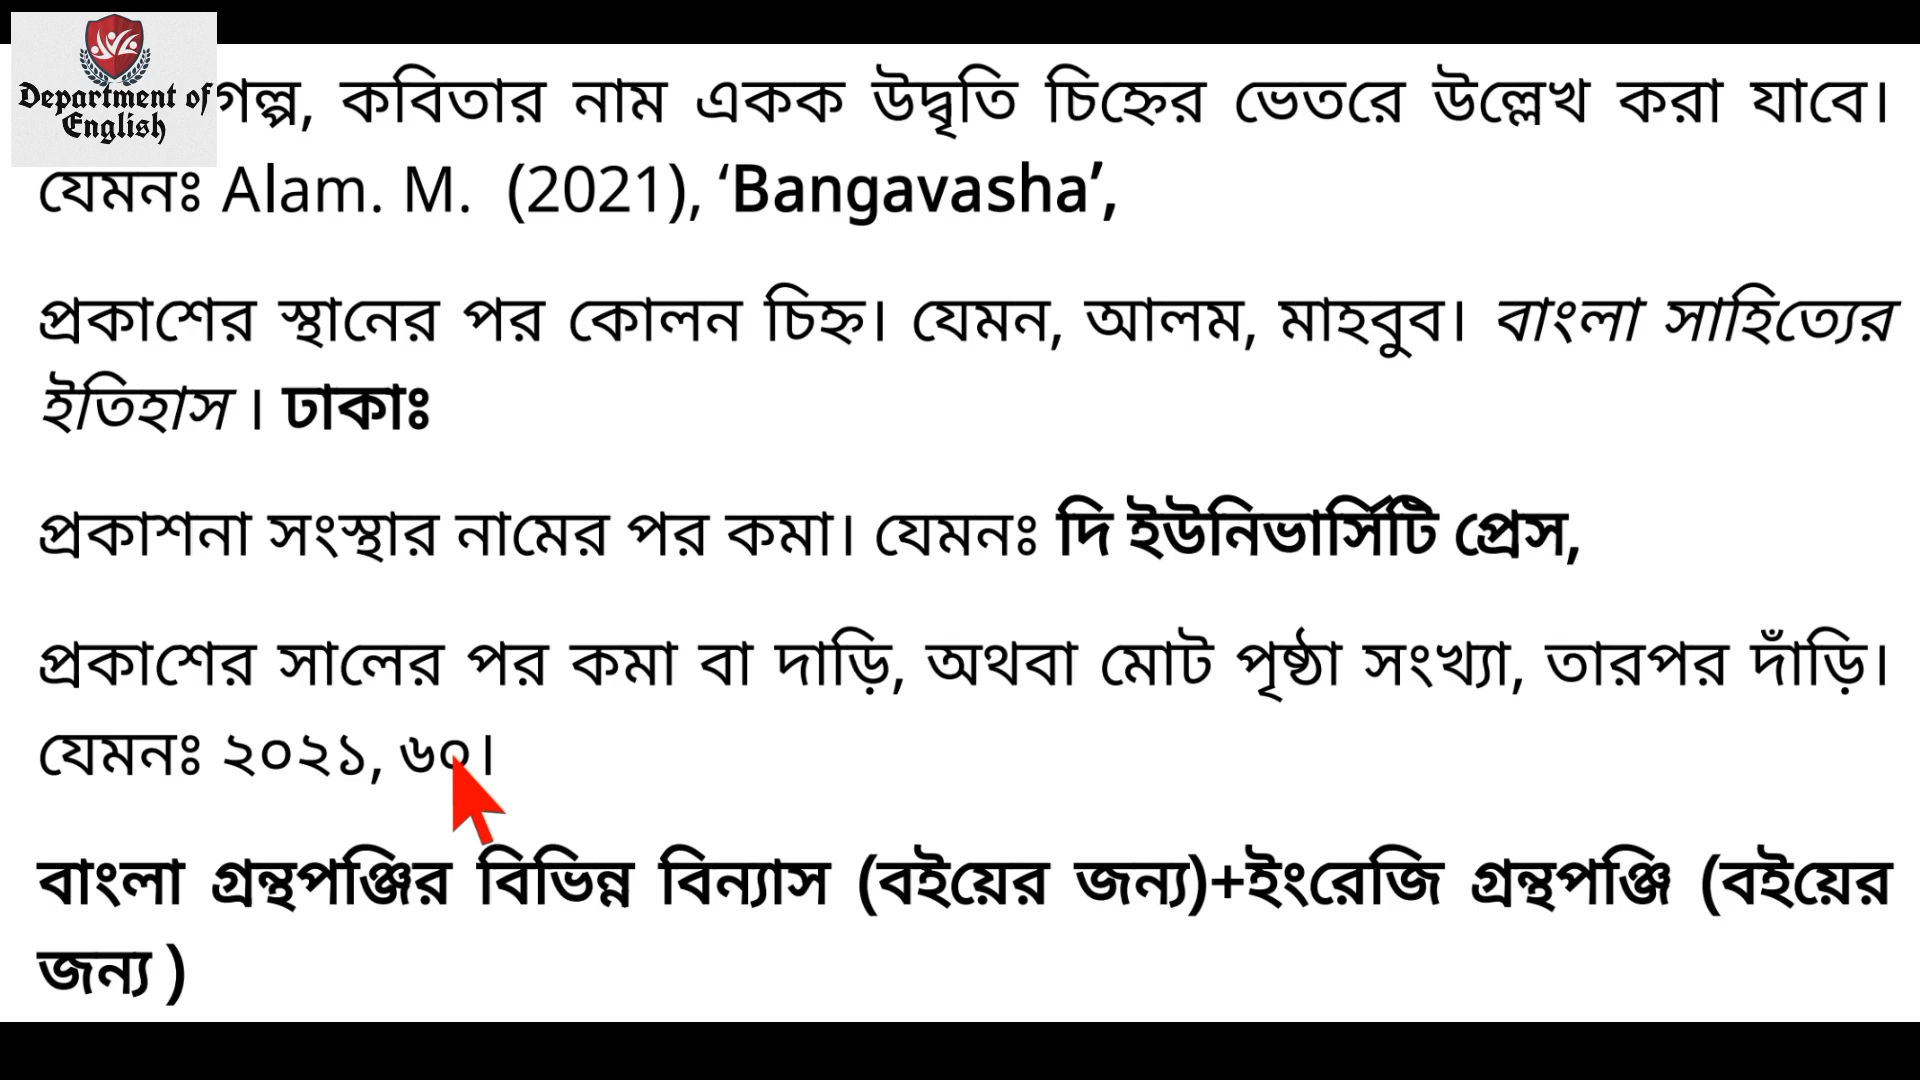 Department of
English
গল্প, কবিতার নাম একক উদ্বৃতি চিহ্নের ভেতরে উল্লেখ করা যাবে।
যেমনঃ Alam. M. (2021), ‘Bangavasha’,
প্রকাশের স্থানের পর কোলন চিহ্ন। যেমন, আলম, মাহবুব। বাংলা সাহিত্যের
ইতিহাস । ঢাকাঃ
প্রকাশনা সংস্থার নামের পর কমা। যেমনঃ দি ইউনিভার্সিটি প্রেস,
প্রকাশের সালের পর কমা বা দাড়ি, অথবা মোট পৃষ্ঠা সংখ্যা, তারপর দাঁড়ি।
যেমনঃ ২০২১, ৬০।
বাংলা গ্রন্থপঞ্জির বিভিন্ন বিন্যাস (বইয়ের জন্য)+ইংরেজি গ্রন্থপঞ্জি (বইয়ের
জন্য )